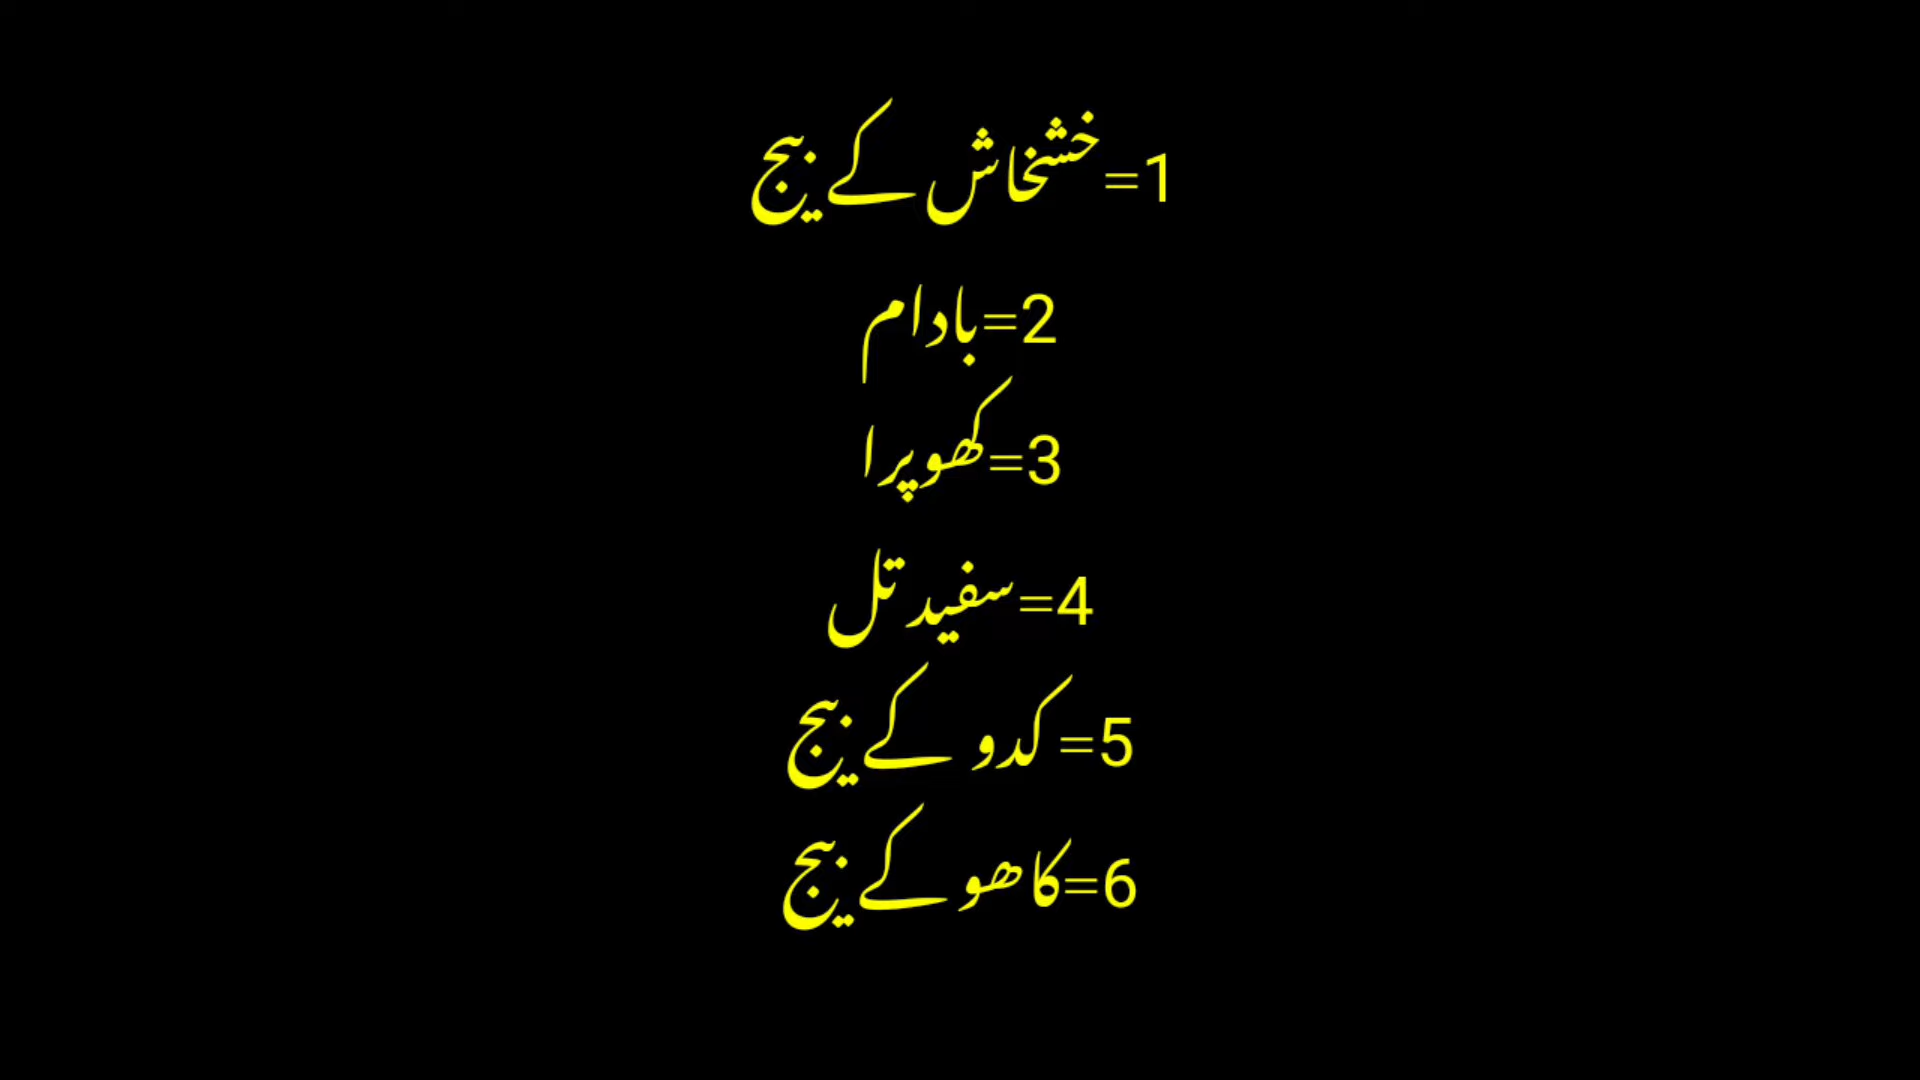 1=خشخاش کے بیج
2=بادام
3=کھوپرا
4=سفید تل
5= کدو کے بیج
6=کاھو کے بیج